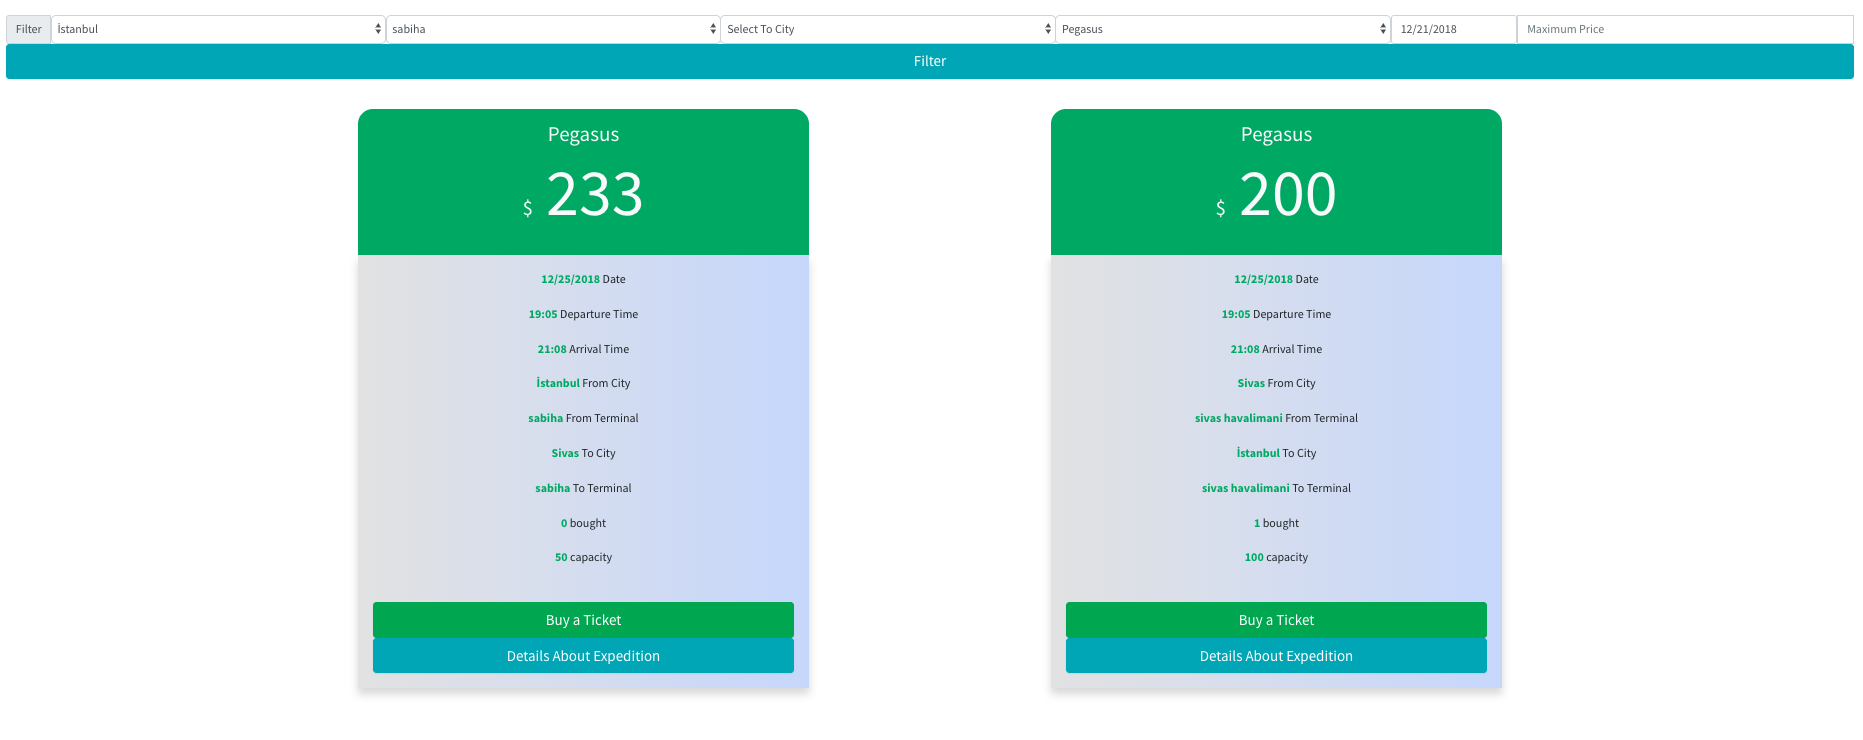 Filter İstanbul sabiha Select To City Pegasus 12/21/2018 Maximum Price
Filter
Pegasus
$ 233
12/25/2018 Date
19:05 Departure Time
21:08 Arrival Time
İstanbul From City
sabiha From Terminal
Sivas To City
sabiha To Terminal
0 bought
50 capacity
Buy a Ticket
Details About Expedition
Pegasus
$ 200
12/25/2018 Date
19:05 Departure Time
21:08 Arrival Time
Sivas From City
sivas havalimani From Terminal
İstanbul To City
sivas havalimani To Terminal
1 bought
100 capacity
Buy a Ticket
Details About Expedition